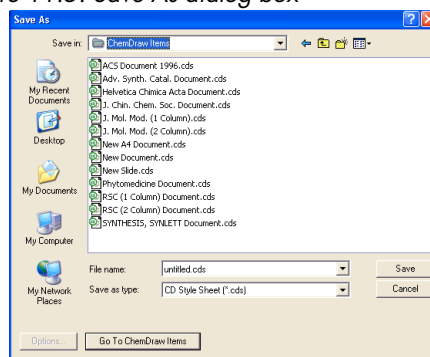 Save As
Save in:
ChemDraw Items
My Recent
Documents
Desktop
My Documents
My Computer
My Network
Places
ACS Document 1996.cds
Adv. Synth. Catal. Document.cds
Helvetica Chimica Acta Document.cds
J. Chin. Chem. Soc. Document.cds
J. Mol. Mod. (1 Column).cds
J. Mol. Mod. (2 Column).cds
New A4 Document.cds
New Document.cds
New Slide.cds
Phytomedicine Document.cds
RSC (1 Column) Document.cds
RSC (2 Column) Document.cds
SYNTHESIS, SYNLETT Document.cds
File name:
untitled.cds
Save
Save as type:
CD Style Sheet (*.cds)
Cancel
Options...
Go To ChemDraw Items